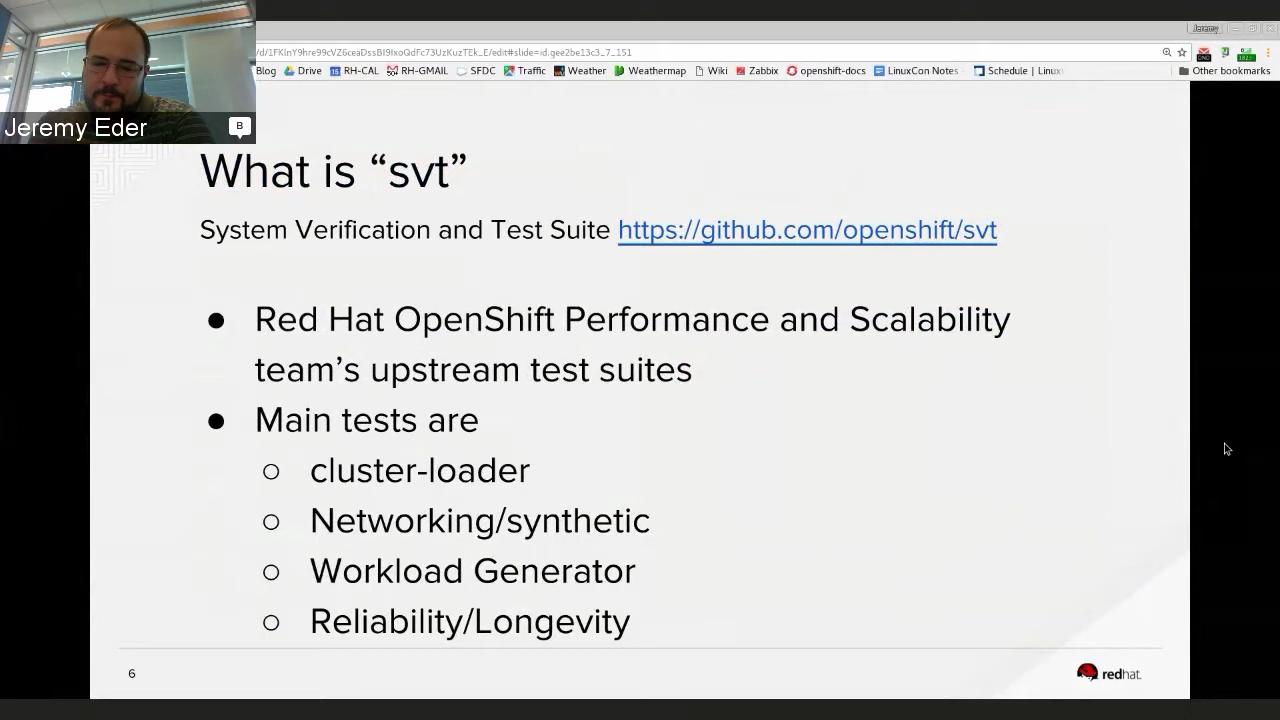 Jeremy
/d/1FKlnY9hre99cVZ6ceaDssBI9IxoQdFc73UzKuzTEk_E/edit#slide=id.gee2be13c3_7_151
Blog Drive RH-CAL RH-GMAIL SFDC Traffic Weather Weathermap Wiki Zabbix openshift-docs LinuxCon Notes Schedule | Linux Other bookmarks
Jeremy Eder B
What is “svt”
System Verification and Test Suite https://github.com/openshift/svt
● Red Hat OpenShift Performance and Scalability
team’s upstream test suites
● Main tests are
○ cluster-loader
○ Networking/synthetic
○ Workload Generator
○ Reliability/Longevity
6
redhat.